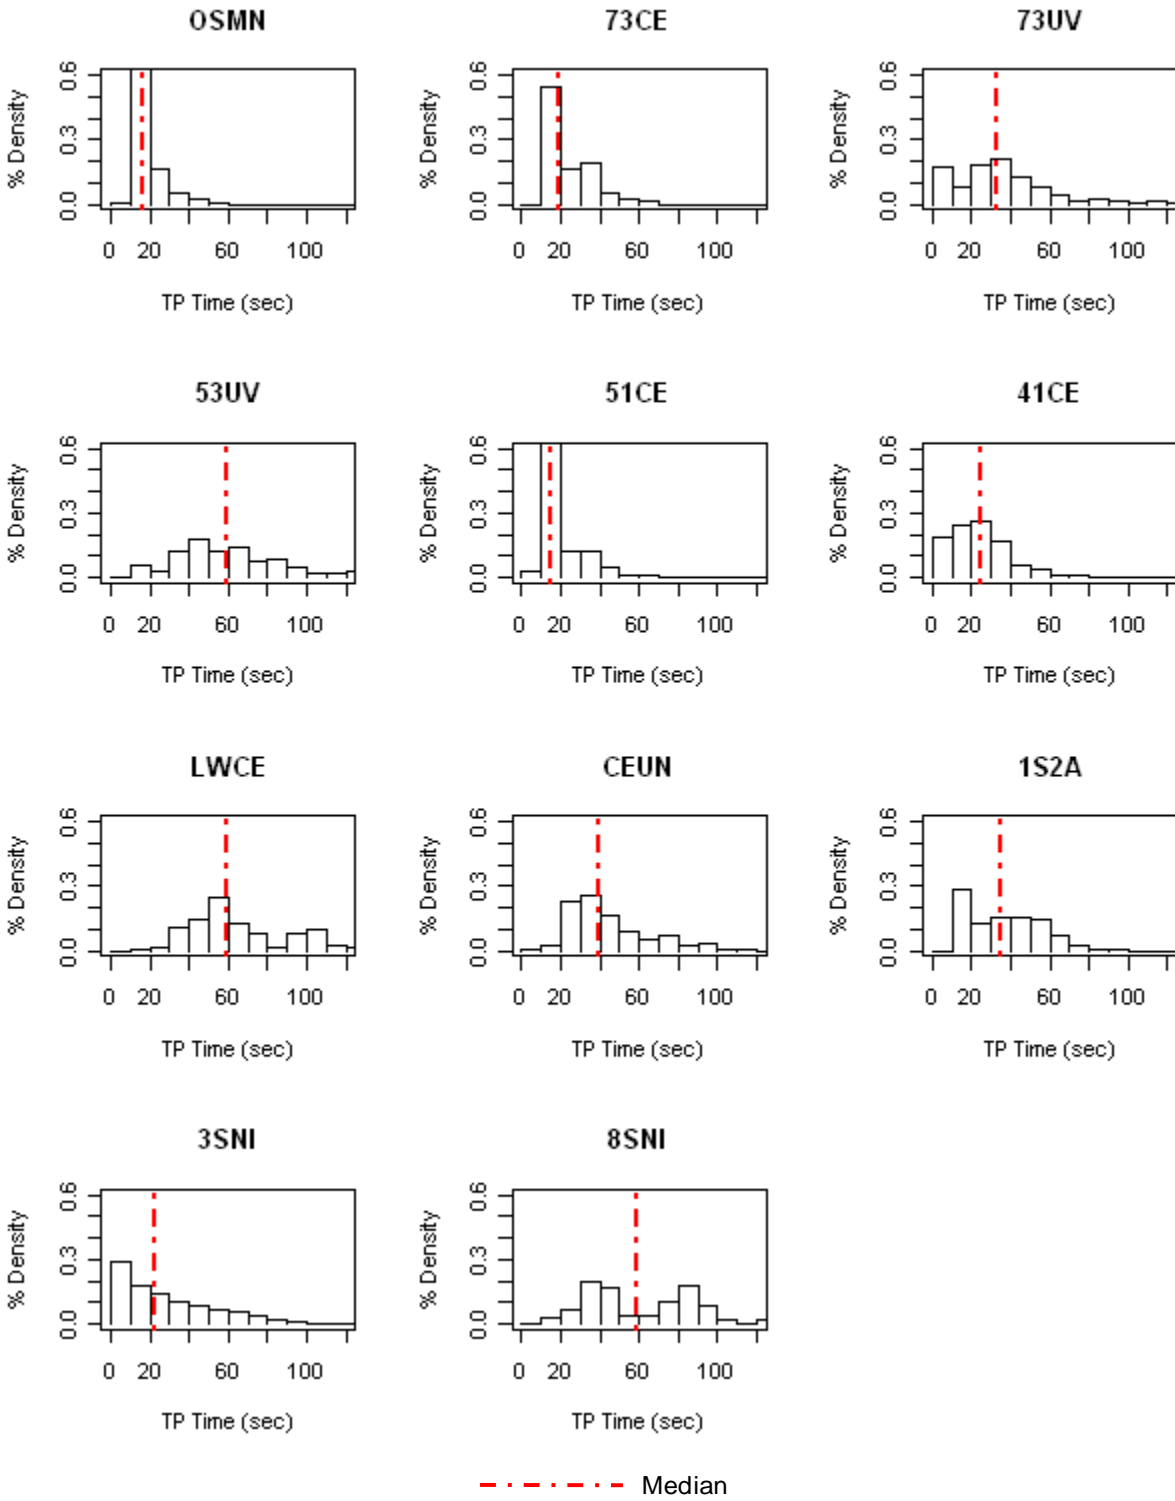 OSMN 73CE 73UV
% Density % Density % Density
0.6 0.6 0.6
0.3 0.3 0.3
0.0 0.0 0.0
0 20 60 100 0 20 60 100 0 20 60 100
TP Time (sec) TP Time (sec) TP Time (sec)
53UV 51CE 41CE
% Density % Density % Density
0.6 0.6 0.6
0.3 0.3 0.3
0.0 0.0 0.0
0 20 60 100 0 20 60 100 0 20 60 100
TP Time (sec) TP Time (sec) TP Time (sec)
LWCE CEUN 1S2A
% Density % Density % Density
0.6 0.6 0.6
0.3 0.3 0.3
0.0 0.0 0.0
0 20 60 100 0 20 60 100 0 20 60 100
TP Time (sec) TP Time (sec) TP Time (sec)
3SNI 8SNI
% Density % Density
0.6 0.6
0.3 0.3
0.0 0.0
0 20 60 100 0 20 60 100
TP Time (sec) TP Time (sec)
Median